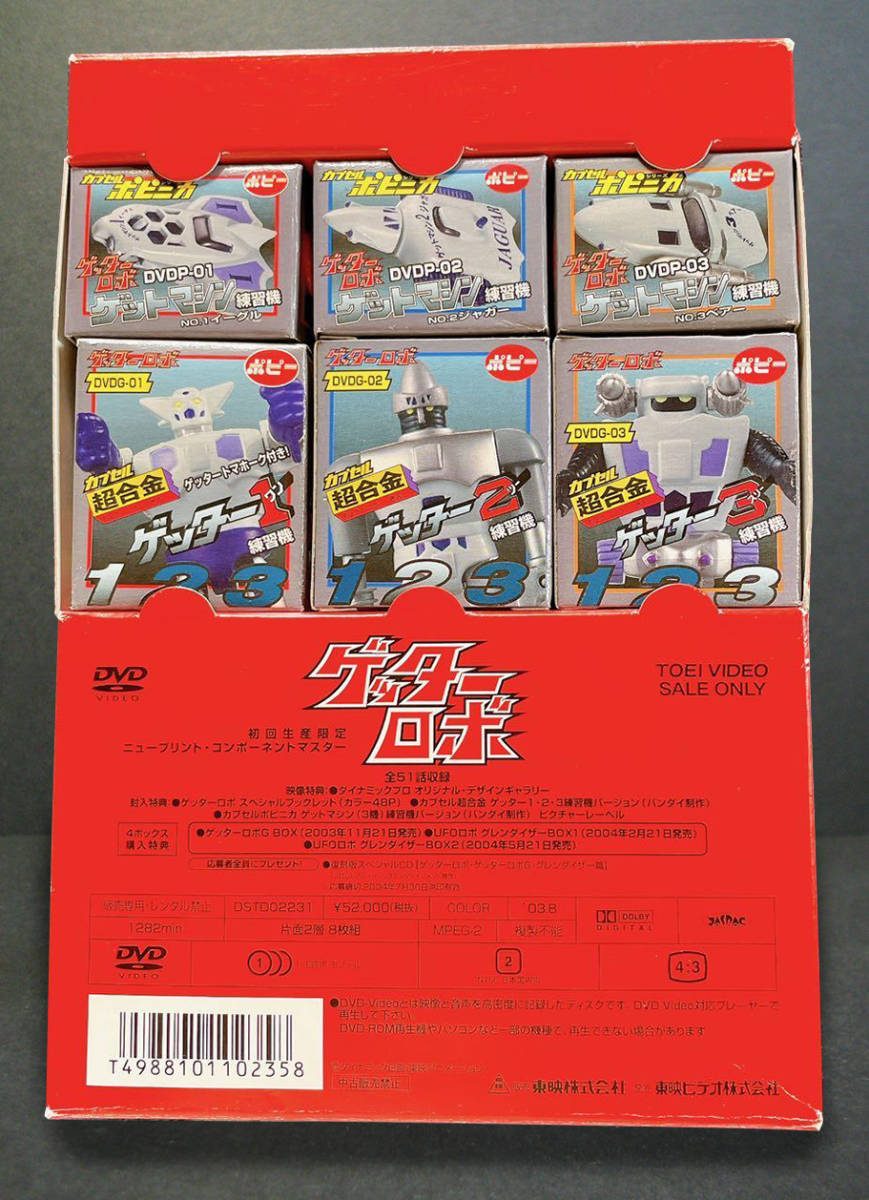 カプセル
ポピニカ
シリーズ
ポピー
ゲッターロボ
DVDP-01
ゲットマシン 練習機
NO.1イーグル
カプセル
ポピニカ
シリーズ
ポピー
JAGUAR
ゲッターロボ
DVDP-02
ゲットマシン 練習機
NO.2ジャガー
カプセル
ポピニカ
シリーズ
ポピー
3
ゲッターロボ
DVDP-03
ゲットマシン 練習機
NO.3ベアー
ゲッターロボ
ポピー
DVDG-01
ゲッタートマホーク付き!
カプセル
超合金
ゲッター1
ワン
練習機
1 2 3
ゲッターロボ
ポピー
DVDG-02
カプセル
超合金
ゲッター2
ツー
練習機
1 2 3
ゲッターロボ
ポピー
DVDG-03
カプセル
超合金
ゲッター3
練習機
1 2 3
DVD
VIDEO
ゲッター
ロボ
TOEI VIDEO
SALE ONLY
初回生産限定
ニュープリント・コンポーネントマスター
全51話収録
映像特典:●ダイナミックプロ オリジナル・デザインギャラリー
封入特典:●ゲッターロボ スペシャルブックレット(カラー48P) ●カプセル超合金 ゲッター1・2・3練習機バージョン(バンダイ制作)
●カプセルポピニカ ゲットマシン(3機)練習機バージョン(バンダイ制作) ピクチャーレーベル
4ボックス
購入特典
●ゲッターロボG BOX(2003年11月21日発売) ●UFOロボ グレンダイザーBOX1(2004年2月21日発売)
●UFOロボ グレンダイザーBOX2(2004年5月21日発売)
応募者全員にプレゼント!
●復刻版スペシャルCD【ゲッターロボ・ゲッターロボG・グレンダイザー篇】
応募締切:2004年7月30日
販売専用・レンタル禁止 DSTD02231 ¥52,000(税抜) COLOR '03.8
DOLBY
DIGITAL
JASRAC
1282min 片面2層 8枚組 MPEG-2 複製不能
DVD
VIDEO
1
2
4:3
●DVD-Videoとは映像と音声を高密度に記録したディスクです。DVD Video対応プレーヤーで
再生して下さい。
DVD-ROM再生機やパソコンなど一部の機種で、再生できない場合があります
T4988101102358
中古販売禁止
東映株式会社
東映ビデオ株式会社